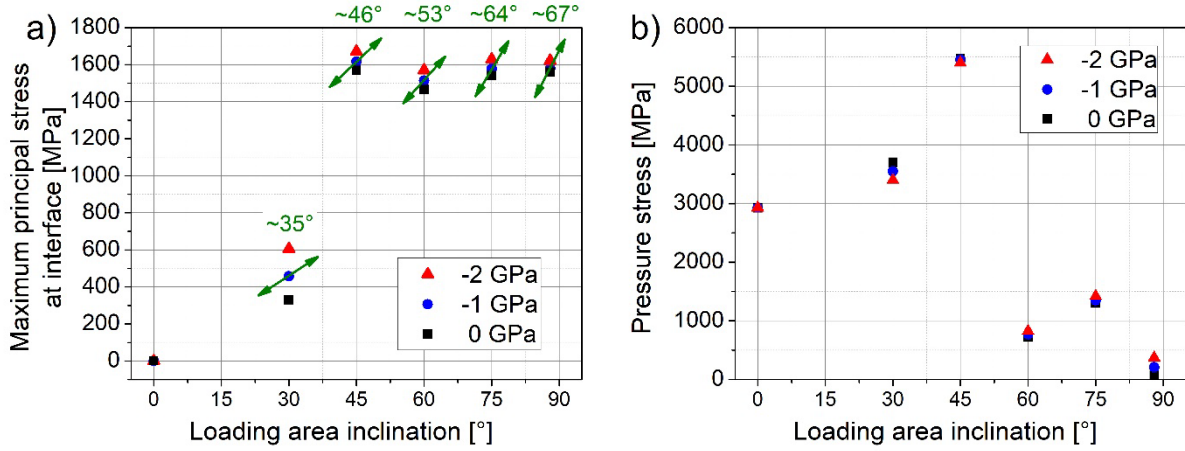 a)
~46° ~53° ~64° ~67°
1800
1600
1400
1200
1000
800
600
400
200
0
~35°
-2 GPa
-1 GPa
0 GPa
Maximum principal stress
at interface [MPa]
0 30 45 60 75 90
Loading area inclination [°]
b)
6000
5000
4000
3000
2000
1000
0
-2 GPa
-1 GPa
0 GPa
Pressure stress [MPa]
0 30 45 60 75 90
Loading area inclination [°]